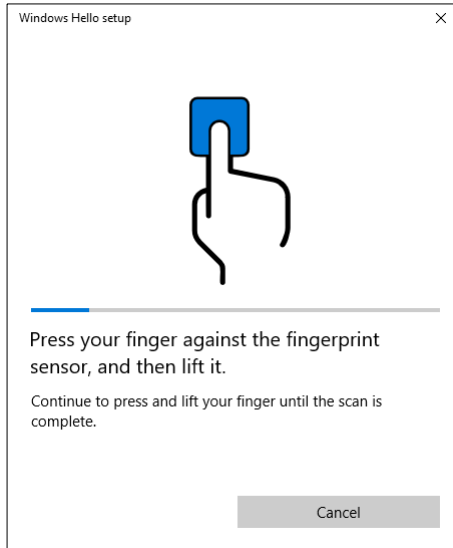 Windows Hello setup
Press your finger against the fingerprint
sensor, and then lift it.
Continue to press and lift your finger until the scan is
complete.
Cancel